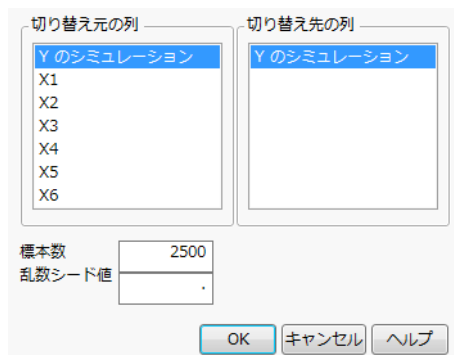 切り替え元の列
Y のシミュレーション
X1
X2
X3
X4
X5
X6
切り替え先の列
Y のシミュレーション
標本数 2500
乱数シード値 .
OK キャンセル ヘルプ